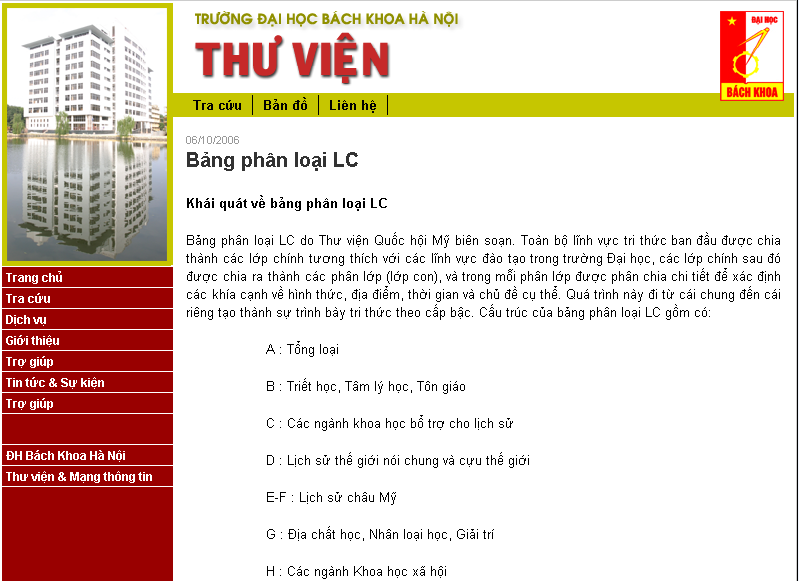 TRƯỜNG ĐẠI HỌC BÁCH KHOA HÀ NỘI
THƯ VIỆN
ĐẠI HỌC
BÁCH KHOA
Tra cứu
Bản đồ
Liên hệ
Trang chủ
Tra cứu
Dịch vụ
Giới thiệu
Trợ giúp
Tin tức & Sự kiện
Trợ giúp
ĐH Bách Khoa Hà Nội
Thư viện & Mạng thông tin
06/10/2006
Bảng phân loại LC
Khái quát về bảng phân loại LC
Bảng phân loại LC do Thư viện Quốc hội Mỹ biên soạn. Toàn bộ lĩnh vực tri thức ban đầu được chia
thành các lớp chính tương thích với các lĩnh vực đào tạo trong trường Đại học, các lớp chính sau đó
được chia ra thành các phân lớp (lớp con), và trong mỗi phân lớp được phân chia chi tiết để xác định
các khía cạnh về hình thức, địa điểm, thời gian và chủ đề cụ thể. Quá trình này đi từ cái chung đến cái
riêng tạo thành sự trình bày tri thức theo cấp bậc. Cấu trúc của bảng phân loại LC gồm có:
A : Tổng loại
B : Triết học, Tâm lý học, Tôn giáo
C : Các ngành khoa học bổ trợ cho lịch sử
D : Lịch sử thế giới nói chung và cựu thế giới
E-F : Lịch sử châu Mỹ
G : Địa chất học, Nhân loại học, Giải trí
H : Các ngành Khoa học xã hội